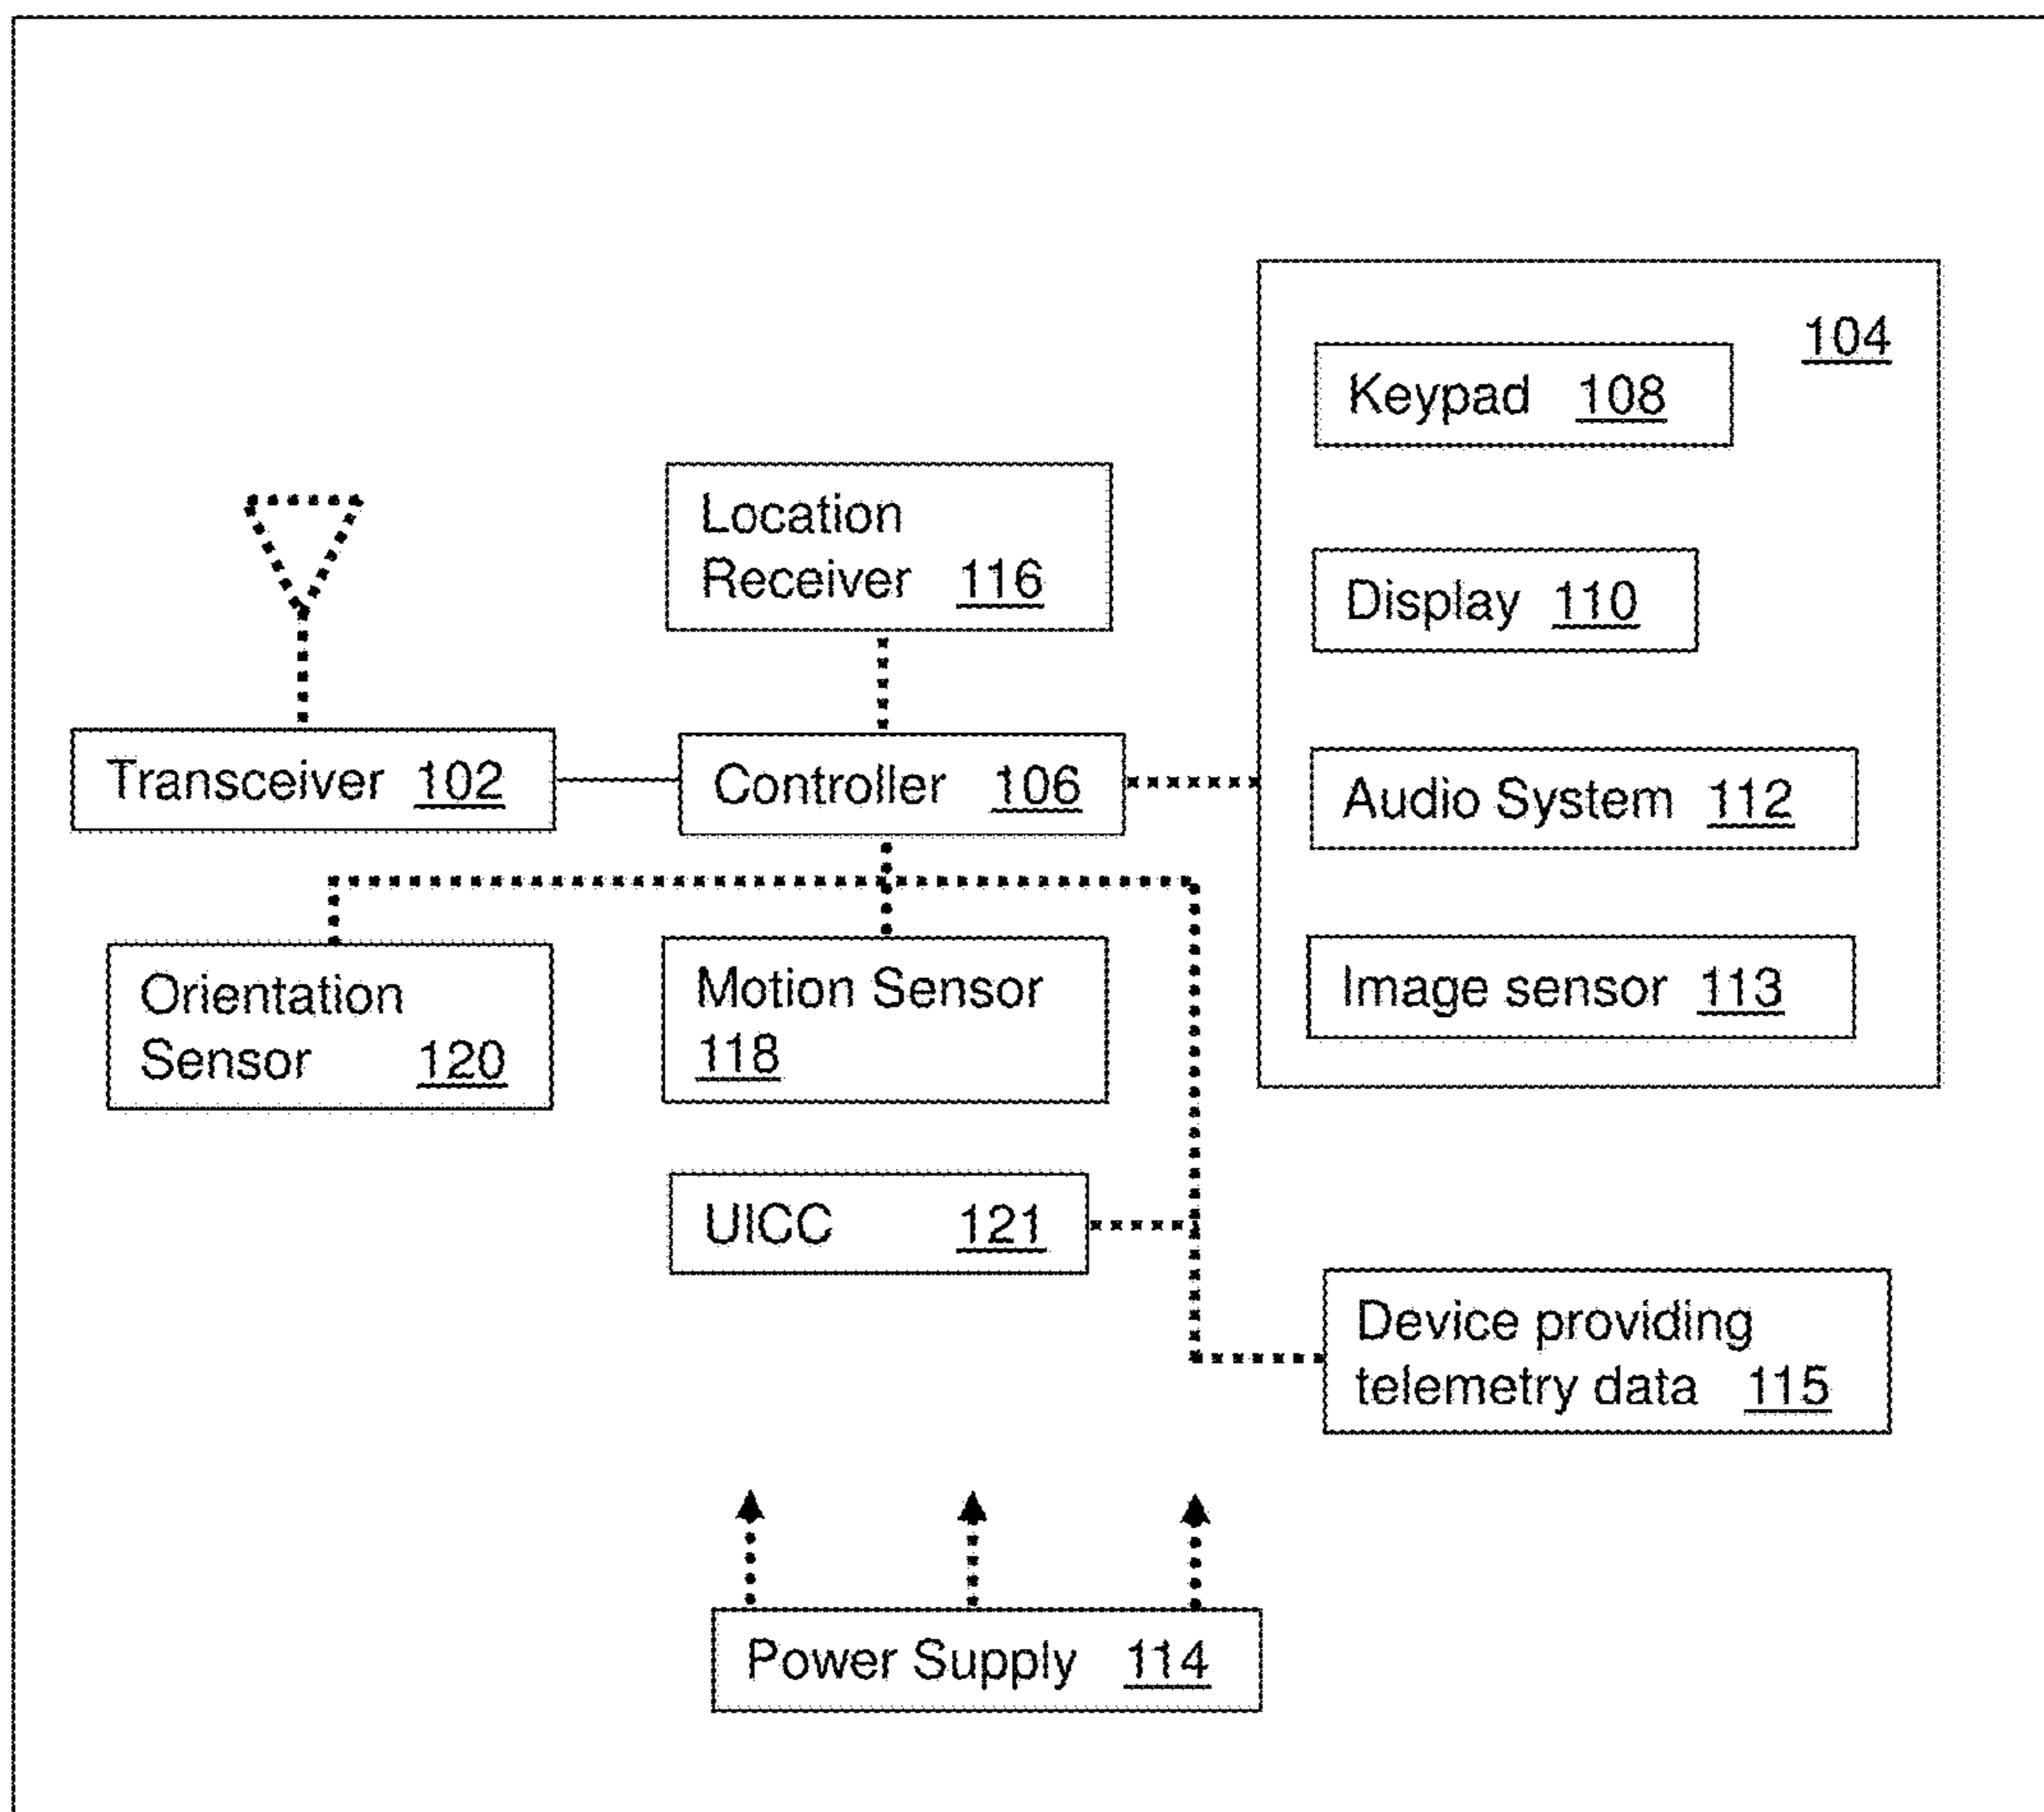 104
Keypad 108
Location
Receiver 116
Display 110
Transceiver 102
Controller 106
Audio System 112
Orientation
Sensor 120
Motion Sensor
118
Image sensor 113
UICC 121
Device providing
telemetry data 115
Power Supply 114